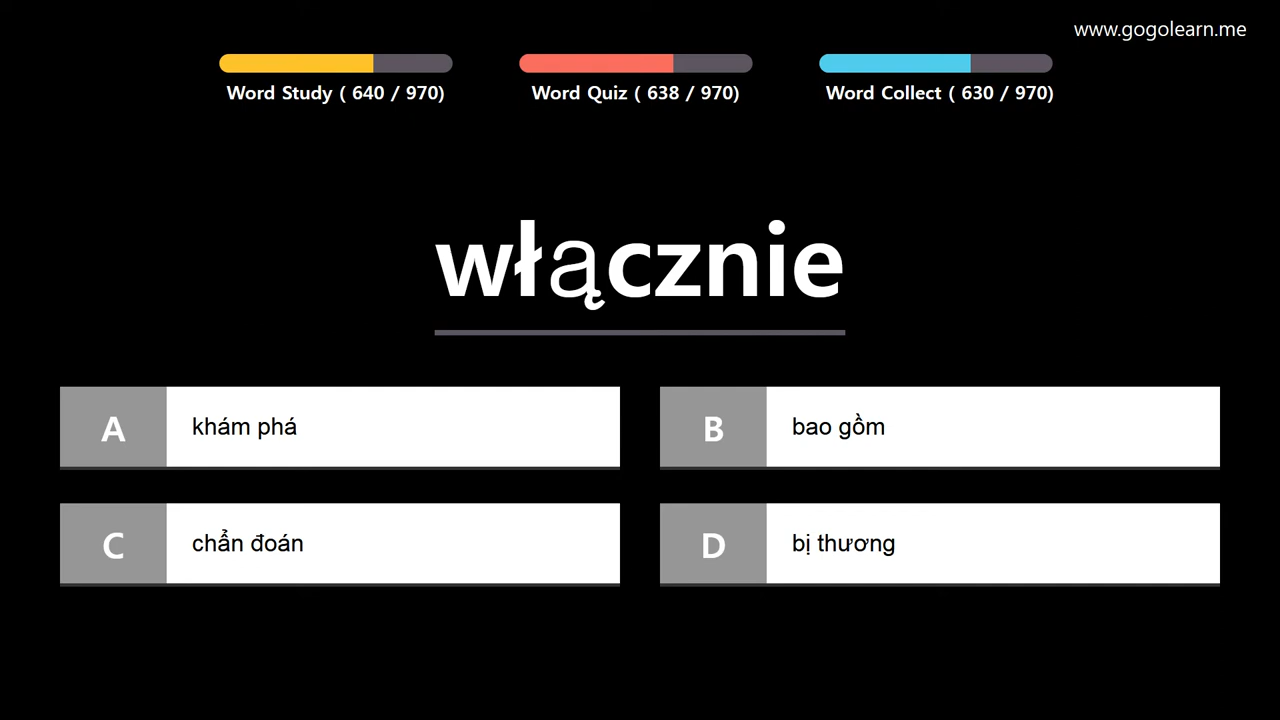 www.gogolearn.me
Word Study ( 640 / 970)
Word Quiz ( 638 / 970)
Word Collect ( 630 / 970)
włącznie
A
khám phá
B
bao gồm
C
chẩn đoán
D
bị thương